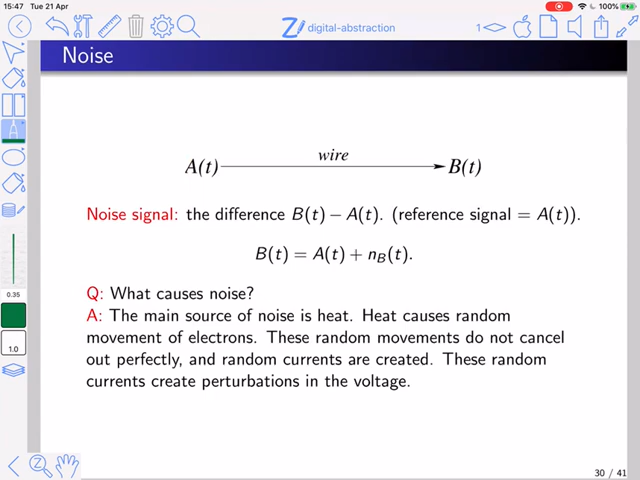 15:47 Tue 21 Apr
100%
digital-abstraction
1
Noise
wire
A(t) B(t)
Noise signal: the difference B(t) − A(t). (reference signal = A(t)).
B(t) = A(t) + n_B(t).
Q: What causes noise?
A: The main source of noise is heat. Heat causes random
movement of electrons. These random movements do not cancel
out perfectly, and random currents are created. These random
currents create perturbations in the voltage.
0.35
1.0
30 / 41